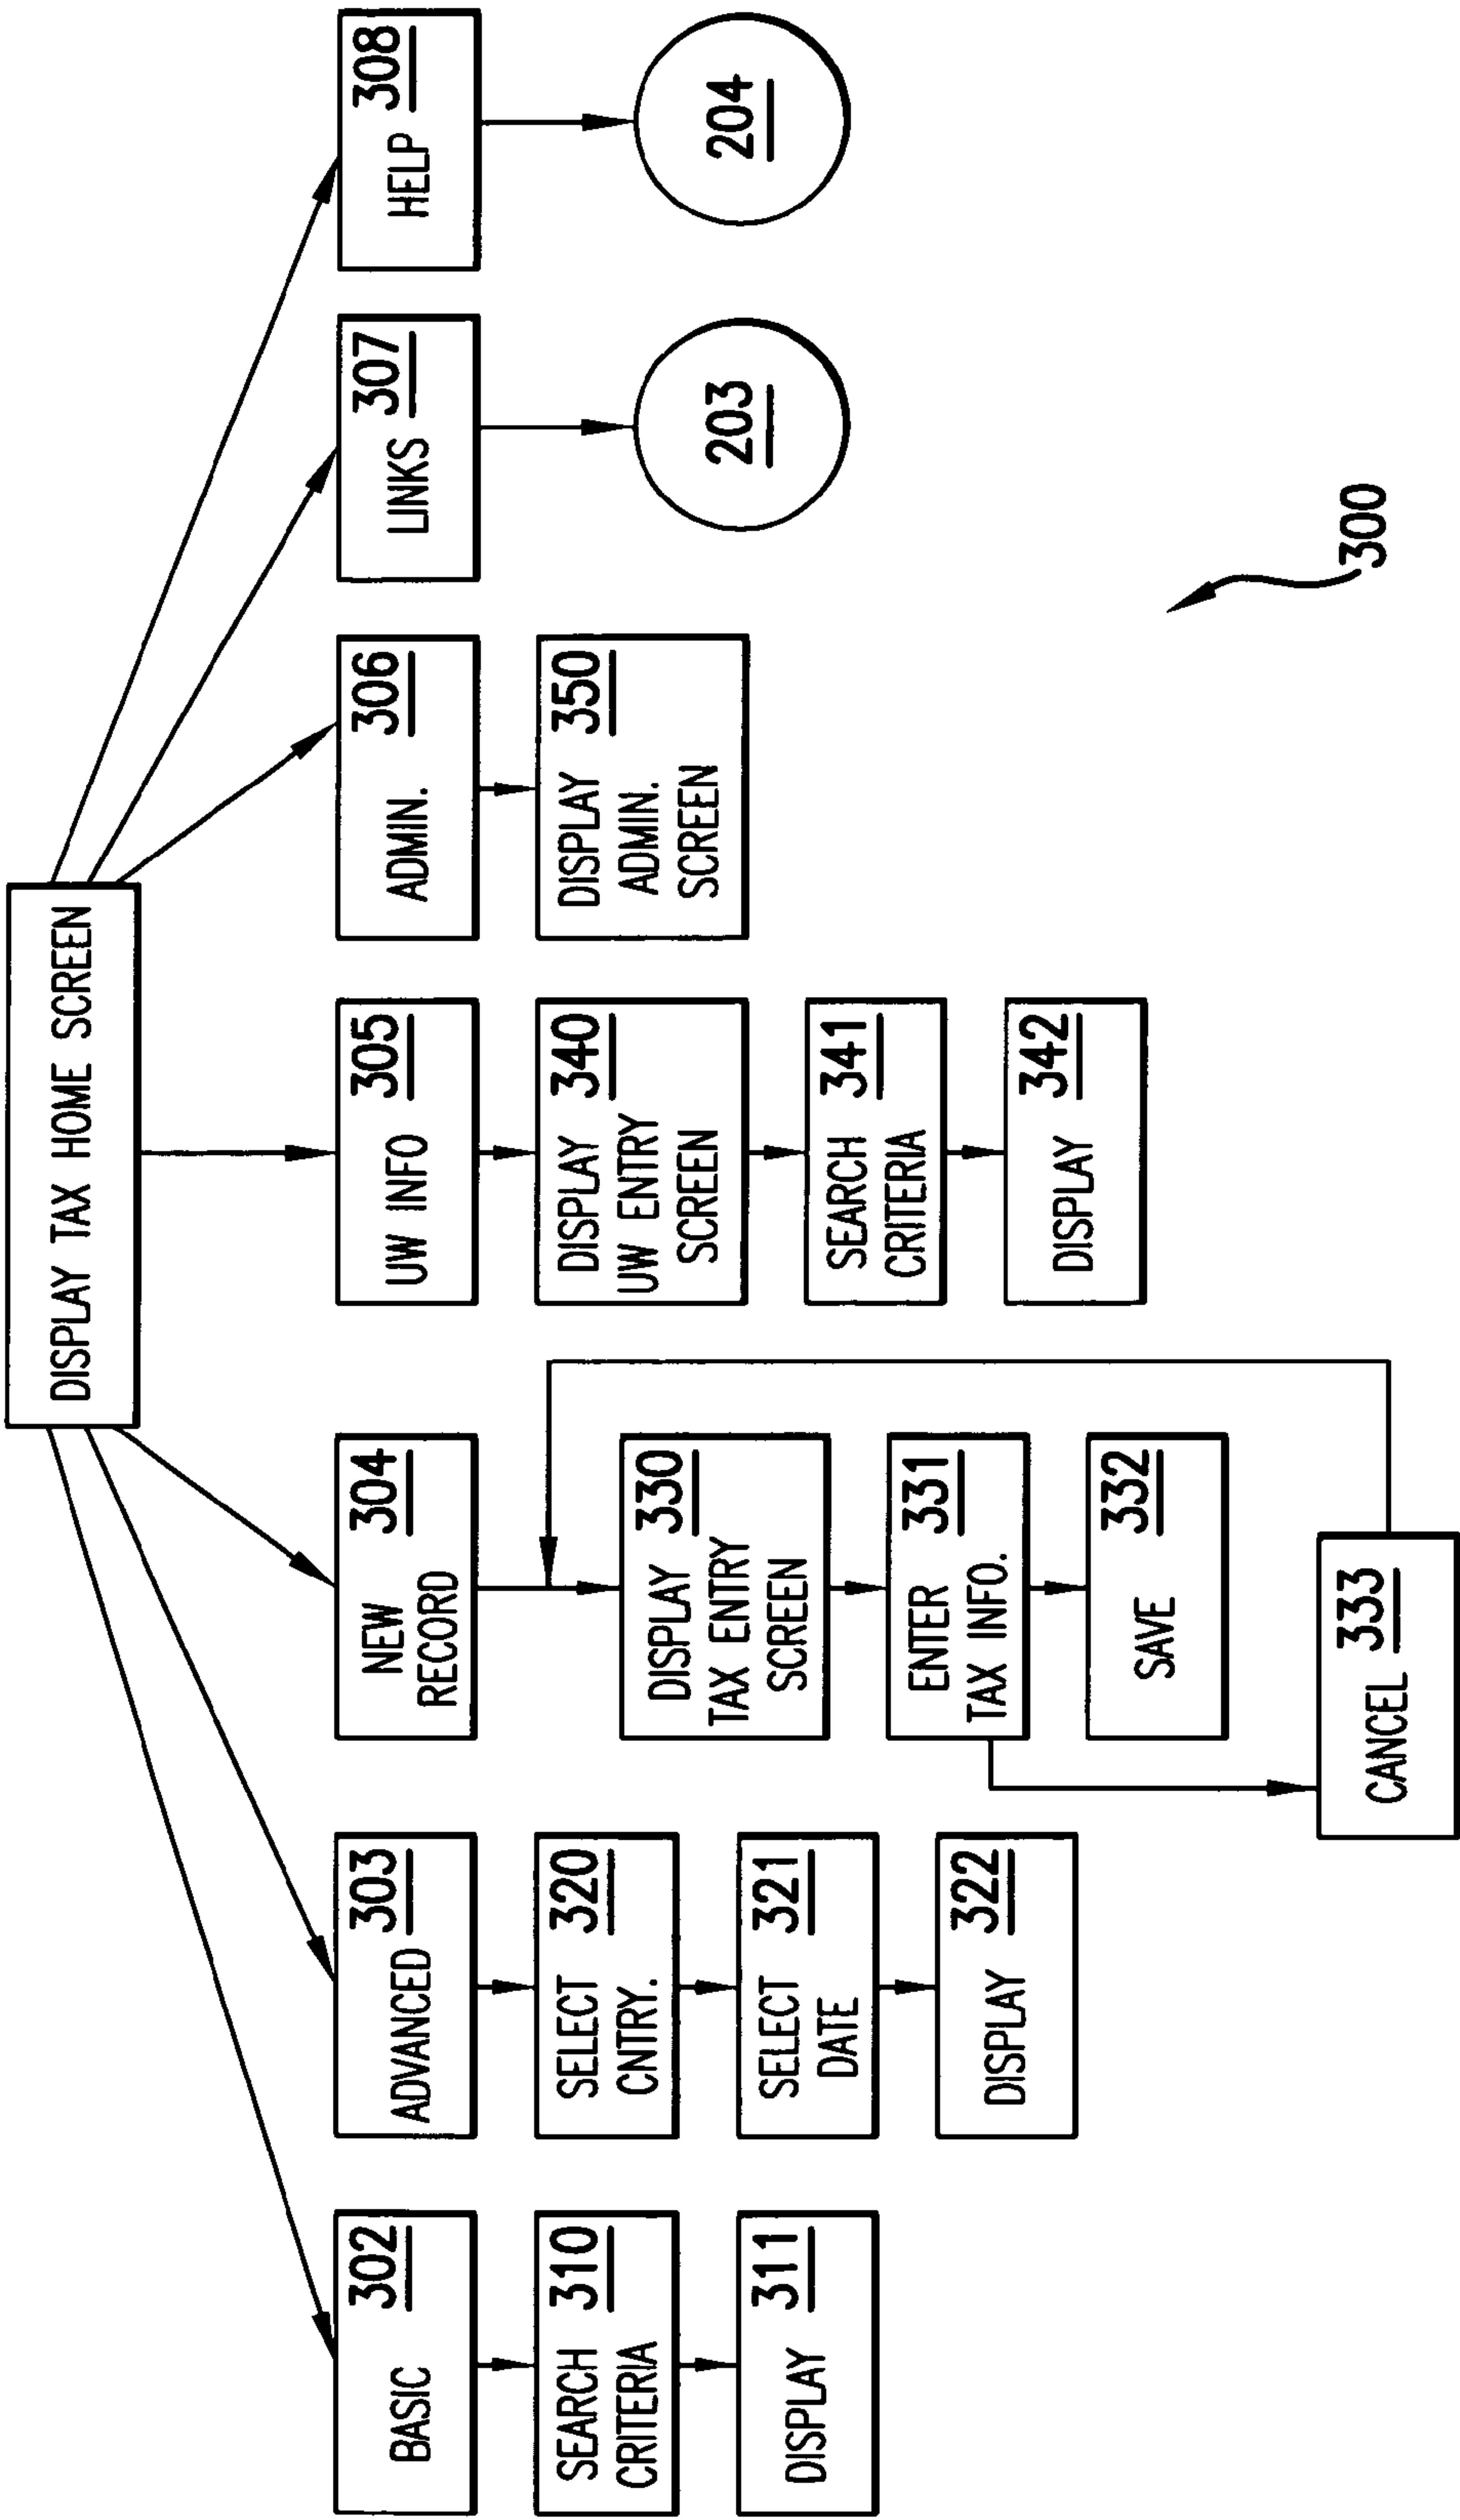 DISPLAY TAX HOME SCREEN
302
BASIC
303
ADVANCED
304
NEW
RECORD
305
UW INFO
306
ADMIN.
307
LINKS
308
HELP
310
SEARCH
CRITERIA
311
DISPLAY
320
SELECT
CNTRY.
321
SELECT
DATE
322
DISPLAY
330
DISPLAY
TAX ENTRY
SCREEN
331
ENTER
TAX INFO.
332
SAVE
333
CANCEL
340
DISPLAY
UW ENTRY
SCREEN
341
SEARCH
CRITERIA
342
DISPLAY
350
DISPLAY
ADMIN.
SCREEN
203
204
300